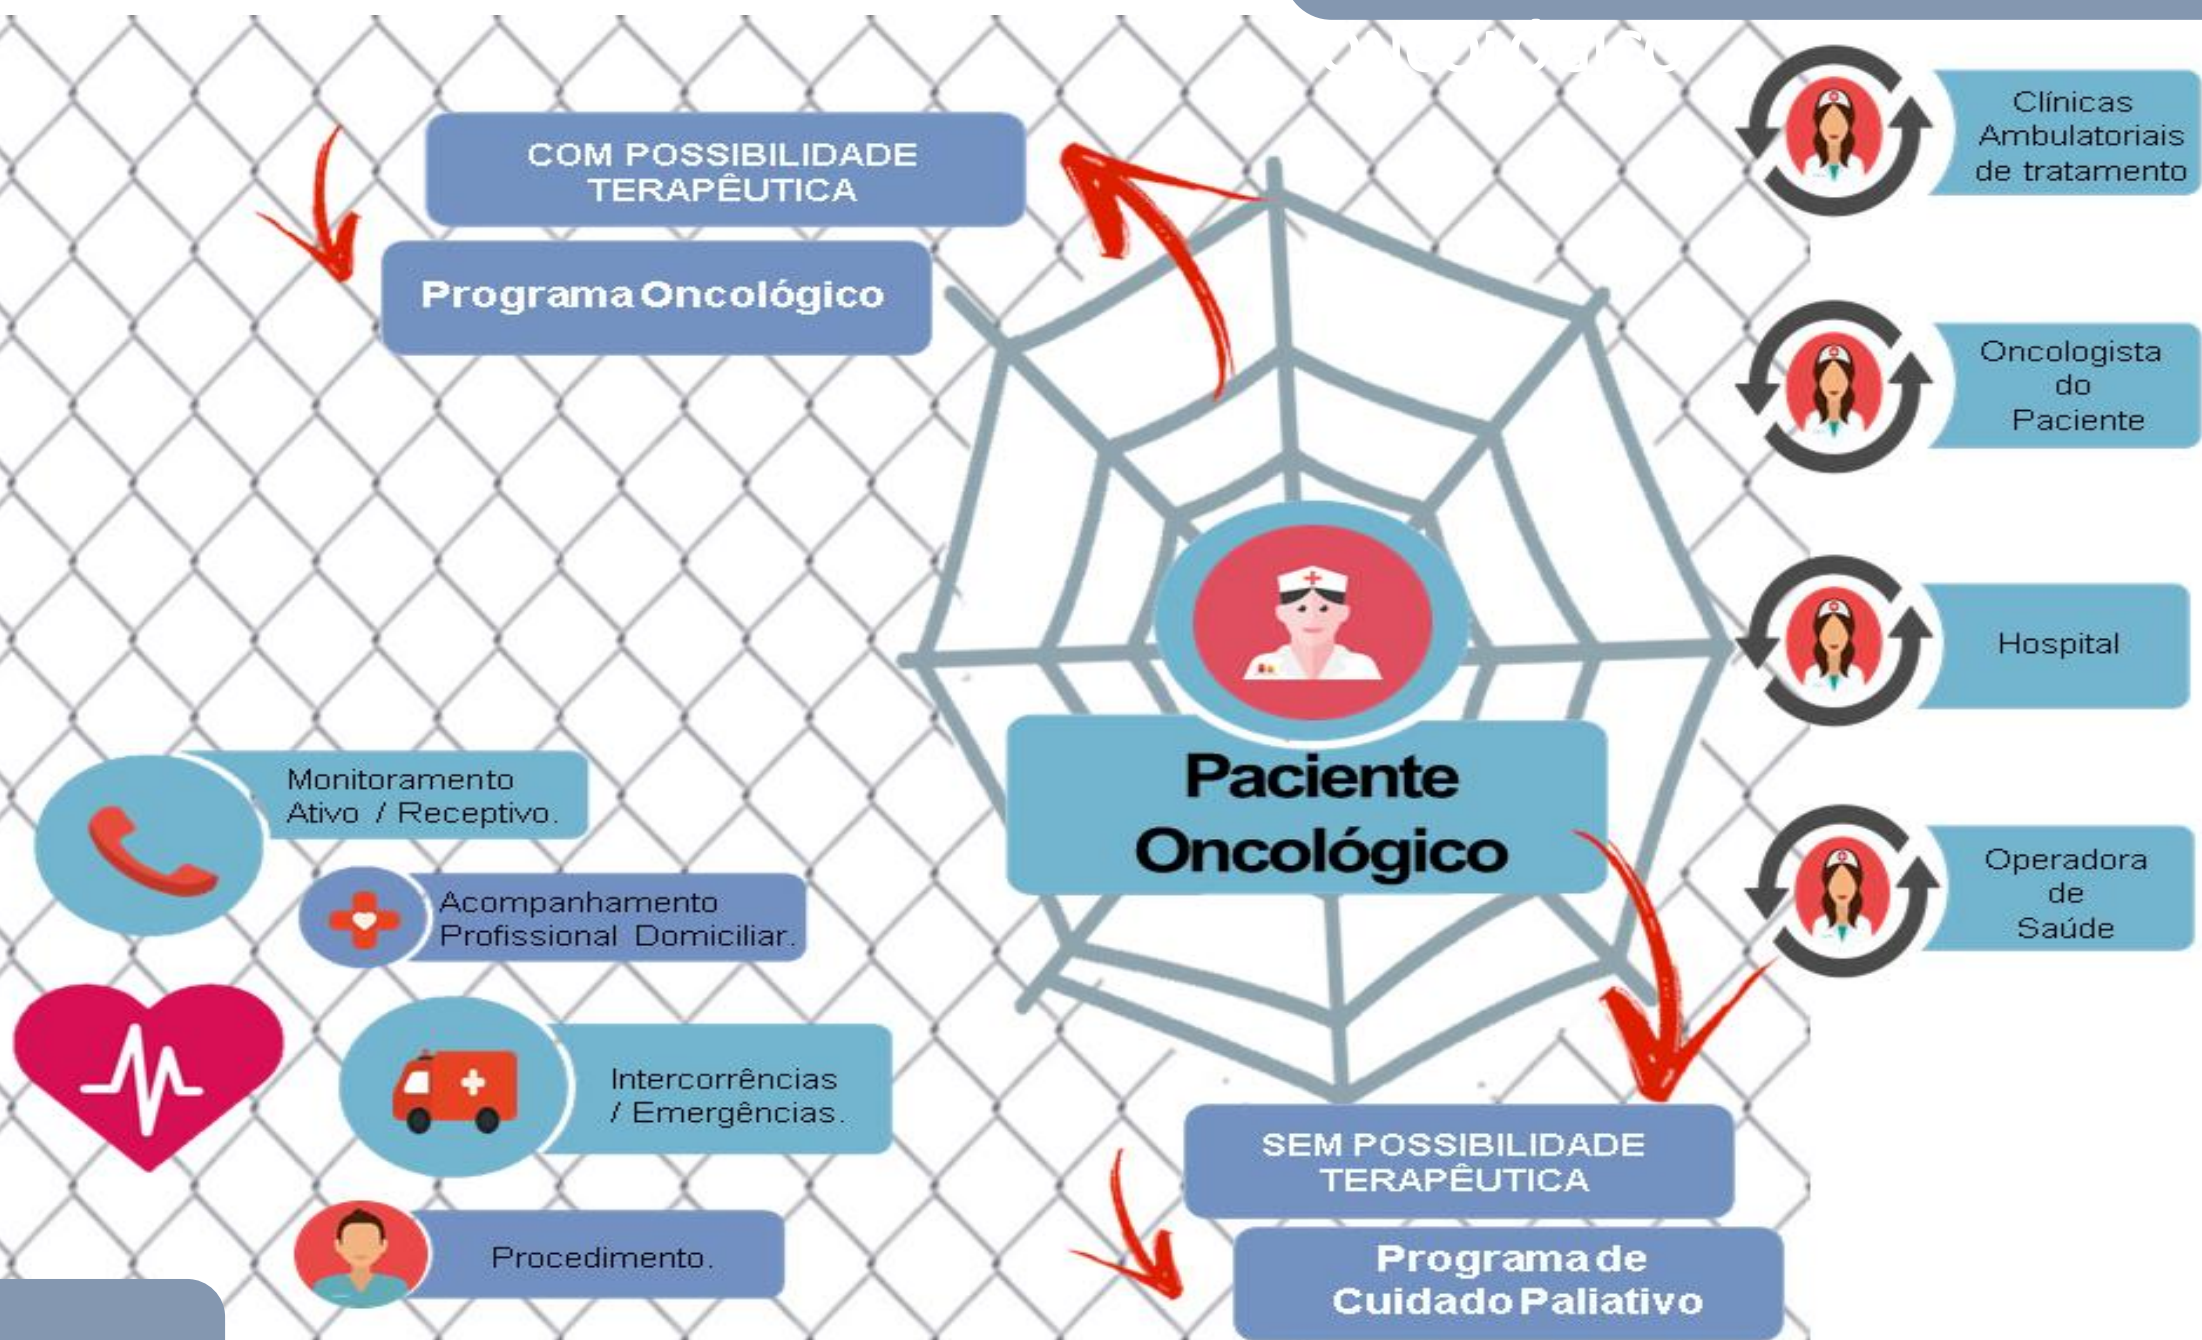 COM POSSIBILIDADE
TERAPÊUTICA
Programa Oncológico
Clínicas
Ambulatoriais
de tratamento
Oncologista
do
Paciente
Hospital
Operadora
de
Saúde
Paciente
Oncológico
Monitoramento
Ativo / Receptivo.
Acompanhamento
Profissional Domiciliar.
Intercorrências
/ Emergências.
Procedimento.
SEM POSSIBILIDADE
TERAPÊUTICA
Programa de
Cuidado Paliativo